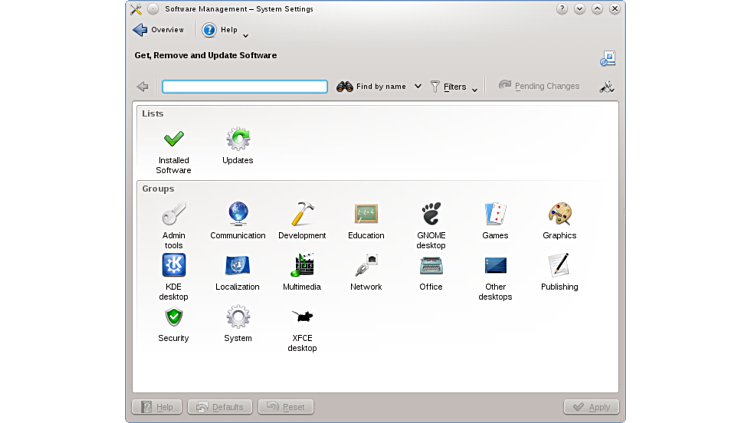 Software Management – System Settings
Overview Help
Get, Remove and Update Software
Find by name Filters Pending Changes
Lists
Installed Software
Updates
Groups
Admin tools
Communication
Development
Education
GNOME desktop
Games
Graphics
KDE desktop
Localization
Multimedia
Network
Office
Other desktops
Publishing
Security
System
XFCE desktop
Help Defaults Reset Apply